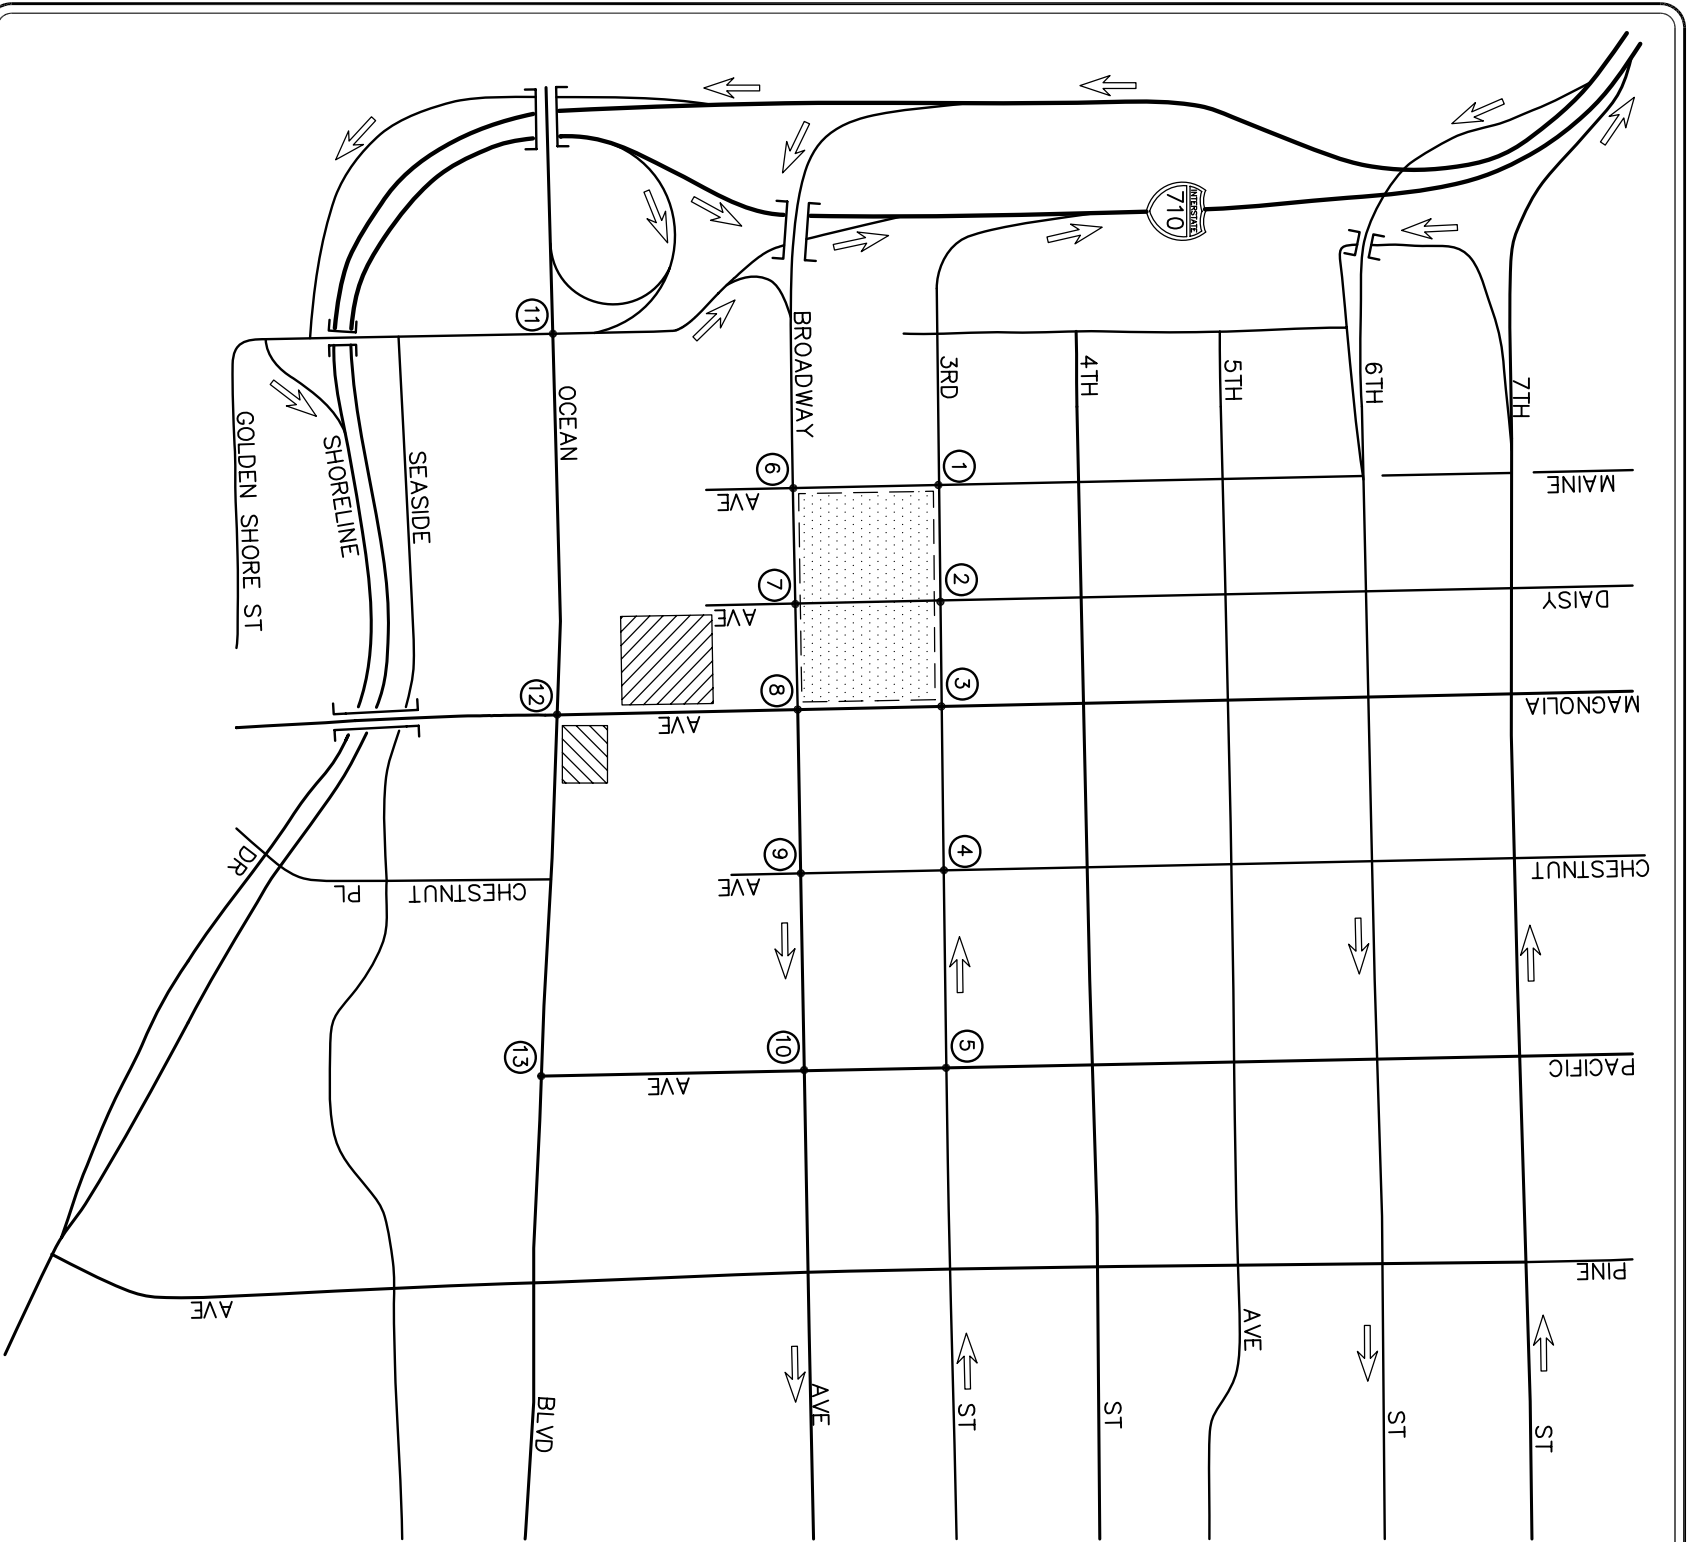 INTERSTATE
710
7TH
ST
6TH
ST
5TH
AVE
4TH
ST
3RD
ST
BROADWAY
AVE
OCEAN
BLVD
SEASIDE
SHORELINE
DR
GOLDEN SHORE ST
MAINE
AVE
DAISY
AVE
MAGNOLIA
AVE
CHESTNUT
AVE
CHESTNUT
PL
PACIFIC
AVE
PINE
AVE
1
2
3
4
5
6
7
8
9
10
11
12
13